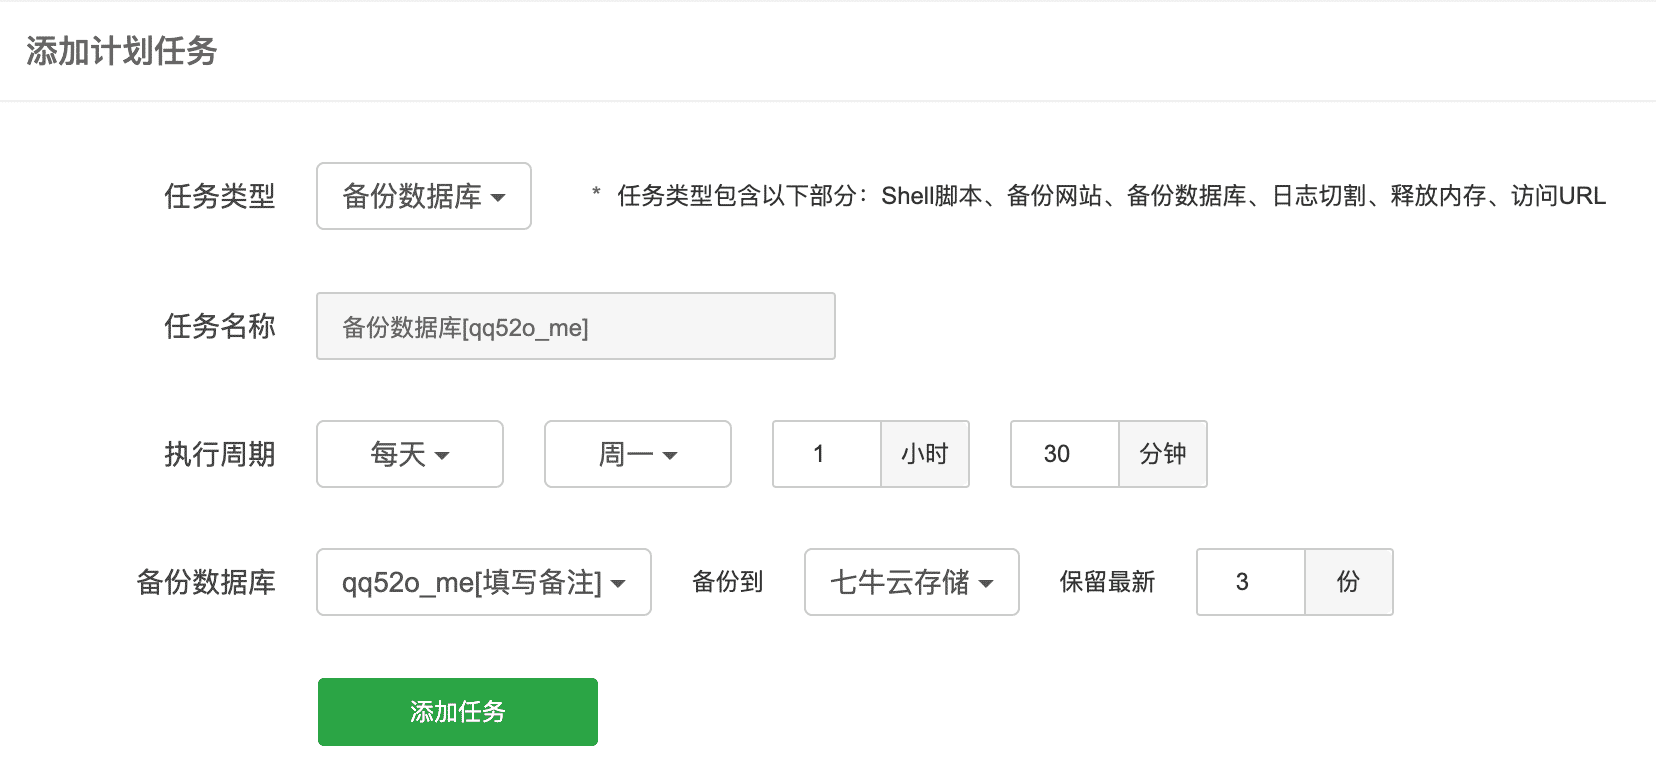 添加计划任务
任务类型 备份数据库 * 任务类型包含以下部分：Shell脚本、备份网站、备份数据库、日志切割、释放内存、访问URL
任务名称 备份数据库[qq52o_me]
执行周期 每天 周一 1 小时 30 分钟
备份数据库 qq52o_me[填写备注] 备份到 七牛云存储 保留最新 3 份
添加任务